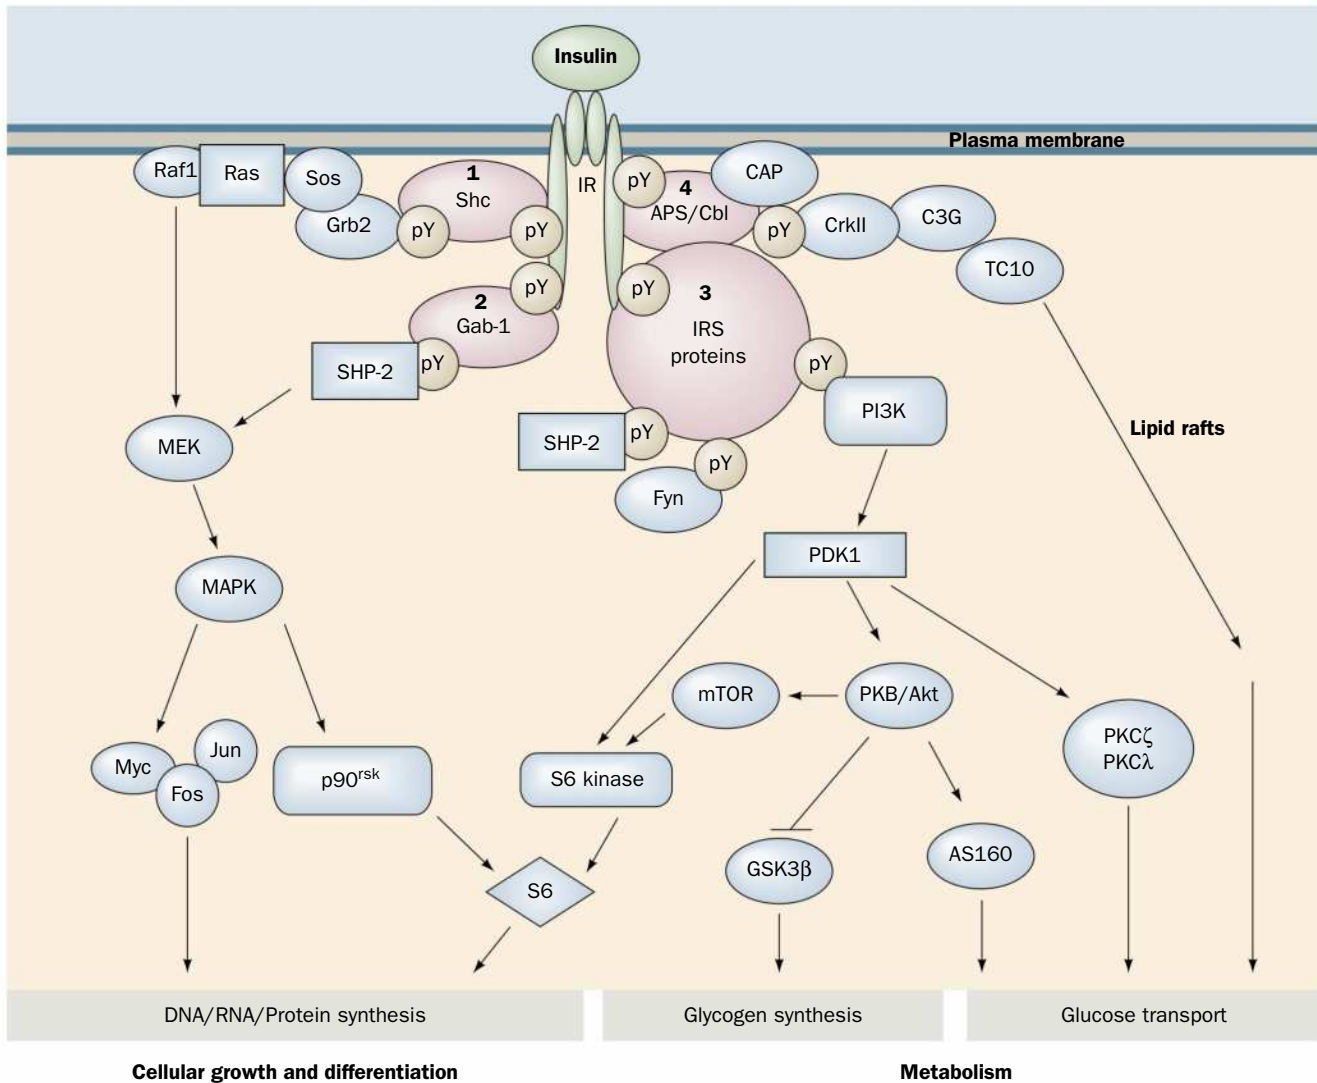 Insulin
Plasma membrane
Raf1
Ras
Sos
Grb2
pY
1
Shc
pY
IR
pY
4
APS/Cbl
CAP
pY
CrkII
C3G
TC10
pY
2
Gab-1
pY
SHP-2
pY
3
IRS
proteins
pY
PI3K
SHP-2
pY
pY
Fyn
Lipid rafts
MEK
PDK1
MAPK
mTOR
PKB/Akt
PKCζ
PKCλ
Myc
Jun
Fos
p90rsk
S6 kinase
GSK3β
AS160
S6
DNA/RNA/Protein synthesis
Glycogen synthesis
Glucose transport
Cellular growth and differentiation
Metabolism